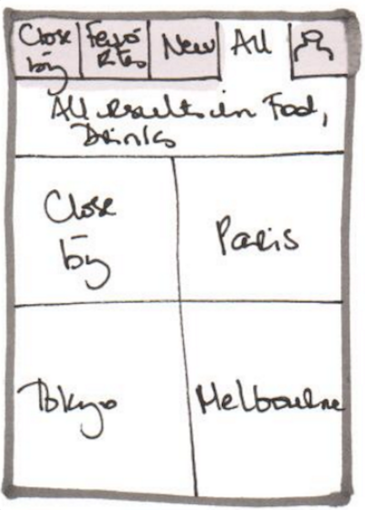 Close by
Favorites
New
All
All results in Food,
Drinks
Close
by
Paris
Tokyo
Melbourne